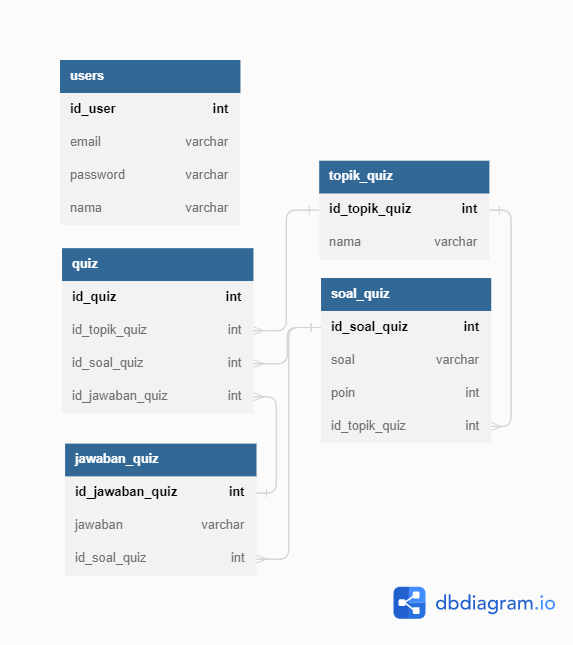 users
id_user int
email varchar
password varchar
nama varchar
topik_quiz
id_topik_quiz int
nama varchar
quiz
id_quiz int
id_topik_quiz int
id_soal_quiz int
id_jawaban_quiz int
soal_quiz
id_soal_quiz int
soal varchar
poin int
id_topik_quiz int
jawaban_quiz
id_jawaban_quiz int
jawaban varchar
id_soal_quiz int
dbdiagram.io